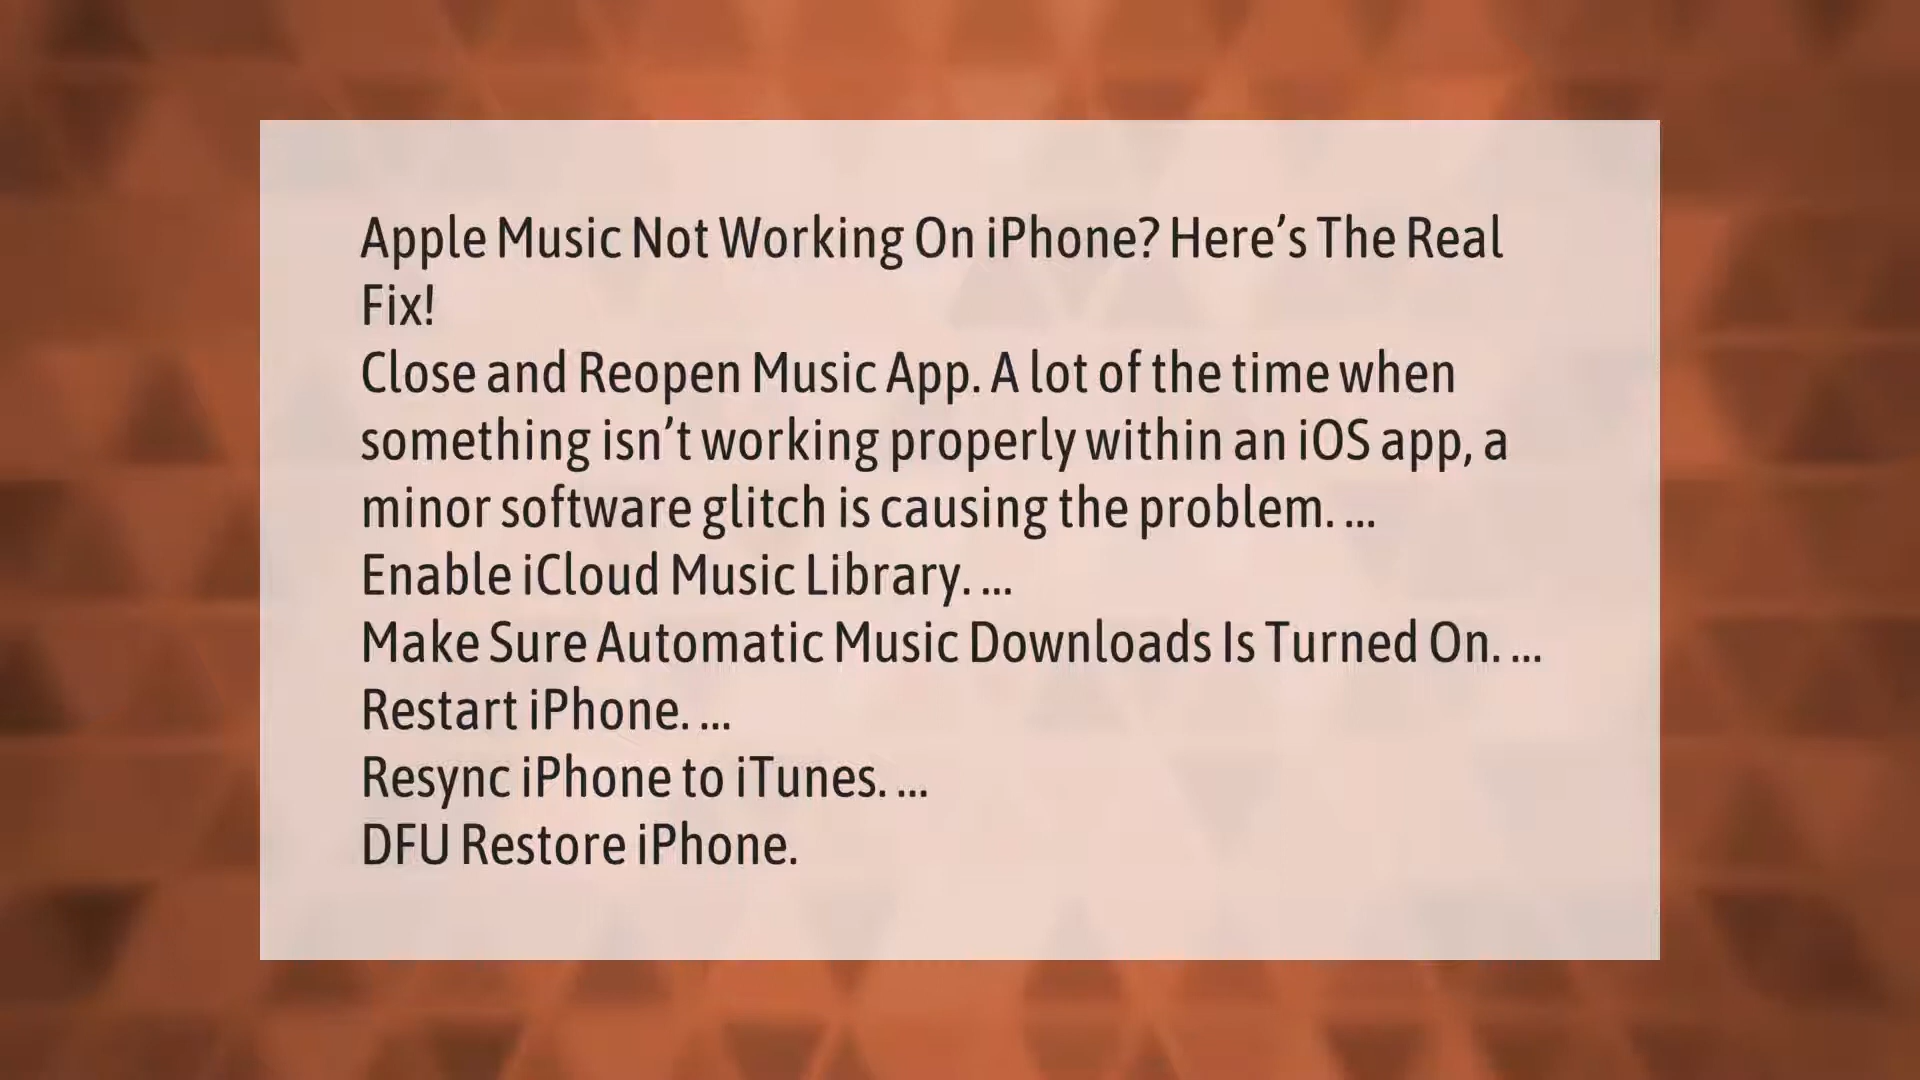 Apple Music Not Working On iPhone? Here’s The Real
Fix!
Close and Reopen Music App. A lot of the time when
something isn’t working properly within an iOS app, a
minor software glitch is causing the problem. ...
Enable iCloud Music Library. ...
Make Sure Automatic Music Downloads Is Turned On. ...
Restart iPhone. ...
Resync iPhone to iTunes. ...
DFU Restore iPhone.